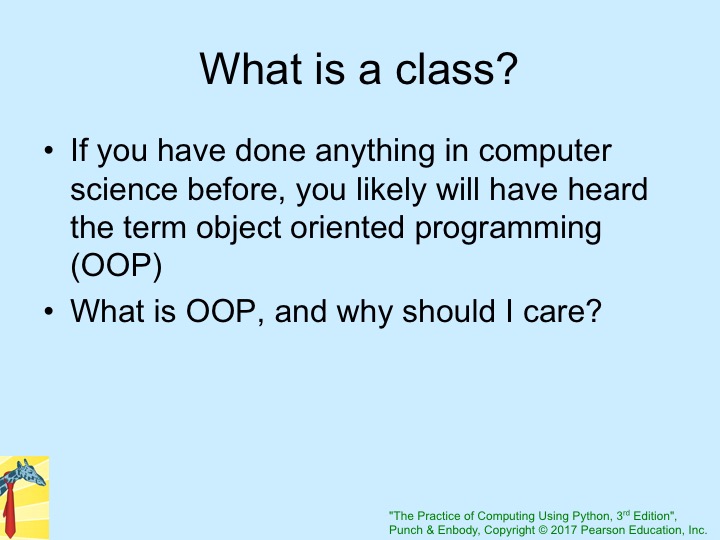 What is a class?
• If you have done anything in computer
science before, you likely will have heard
the term object oriented programming
(OOP)
• What is OOP, and why should I care?
"The Practice of Computing Using Python, 3rd Edition",
Punch & Enbody, Copyright © 2017 Pearson Education, Inc.